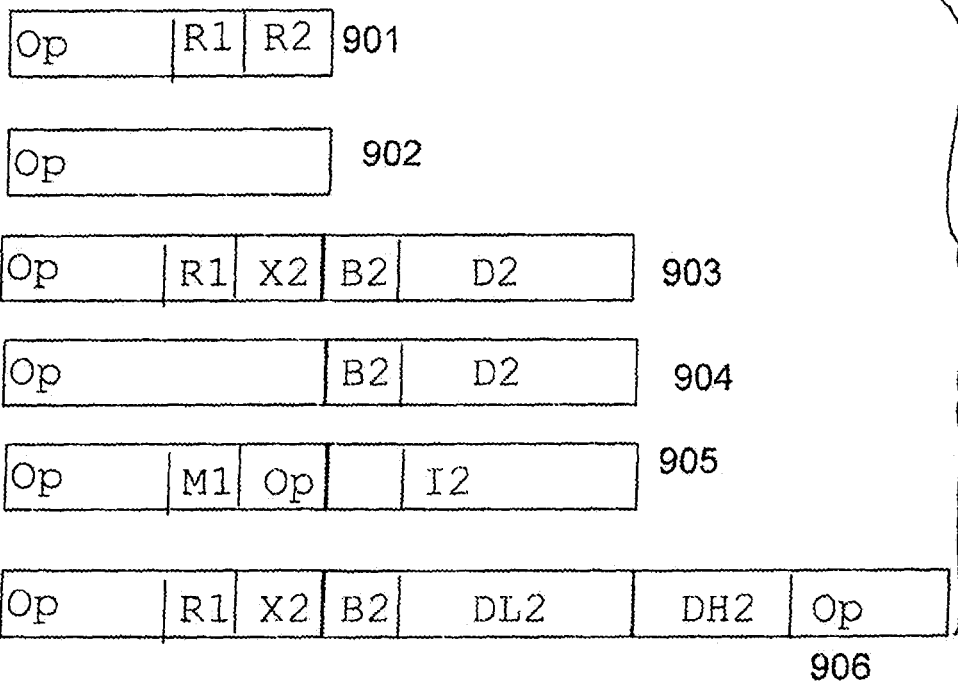 Op R1 R2 901
Op 902
Op R1 X2 B2 D2 903
Op B2 D2 904
Op M1 Op I2 905
Op R1 X2 B2 DL2 DH2 Op
906